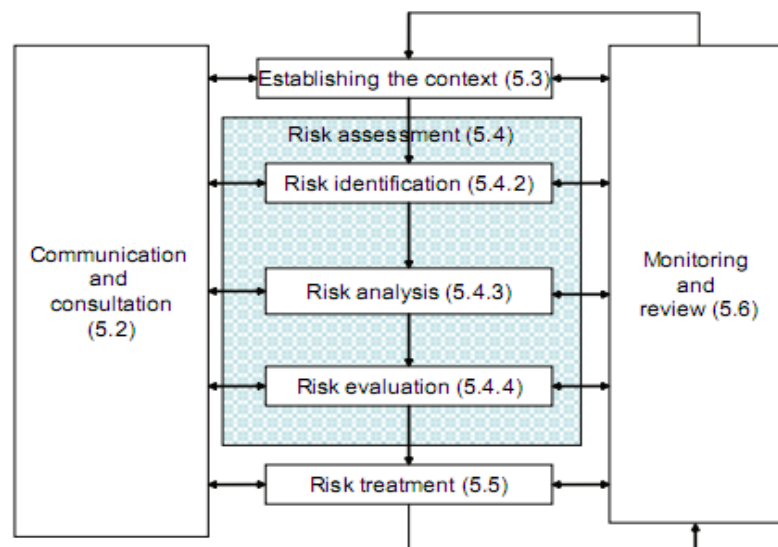 Establishing the context (5.3)
Risk assessment (5.4)
Risk identification (5.4.2)
Communication
and
consultation
(5.2)
Risk analysis (5.4.3)
Monitoring
and
review (5.6)
Risk evaluation (5.4.4)
Risk treatment (5.5)